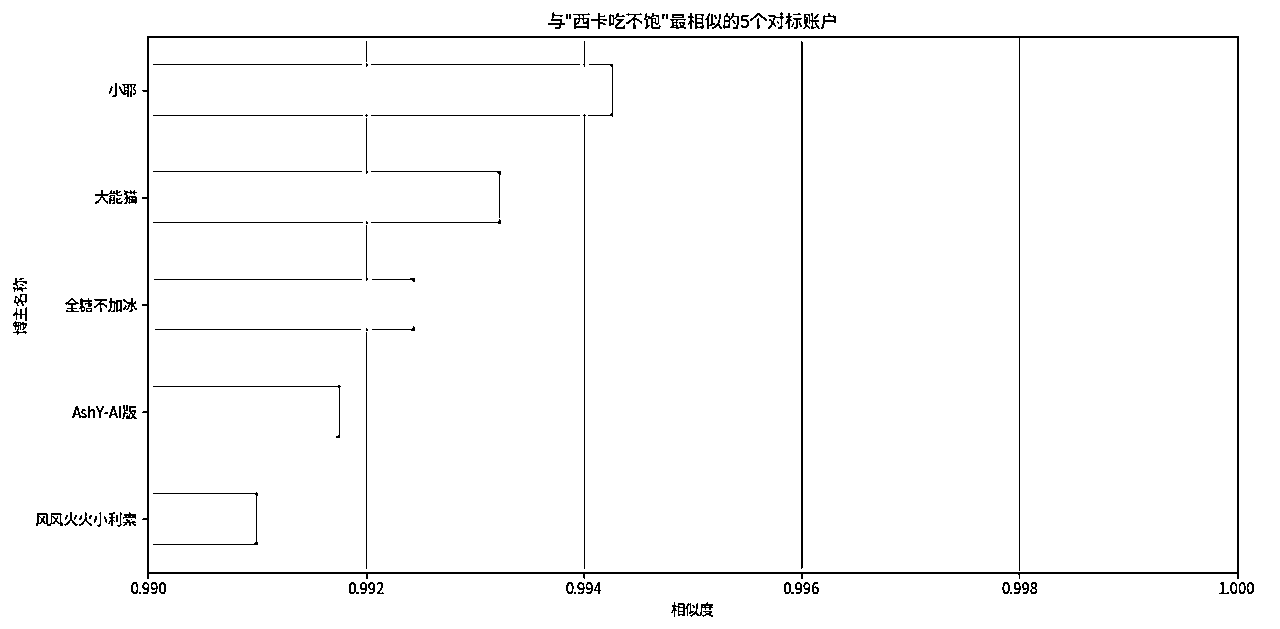 与"西卡吃不饱"最相似的5个对标账户
博主名称
小耶
大能猫
全糖不加冰
AshY-AI版
风风火火小利索
0.990 0.992 0.994 0.996 0.998 1.000
相似度